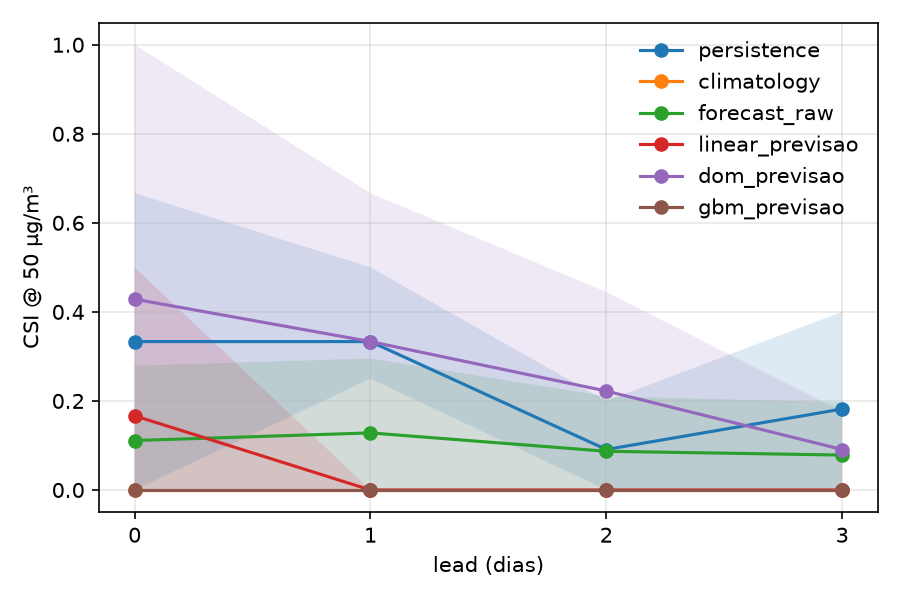 persistence
climatology
forecast_raw
linear_previsao
dom_previsao
gbm_previsao
CSI @ 50 µg/m³
1.0
0.8
0.6
0.4
0.2
0.0
0 1 2 3
lead (dias)